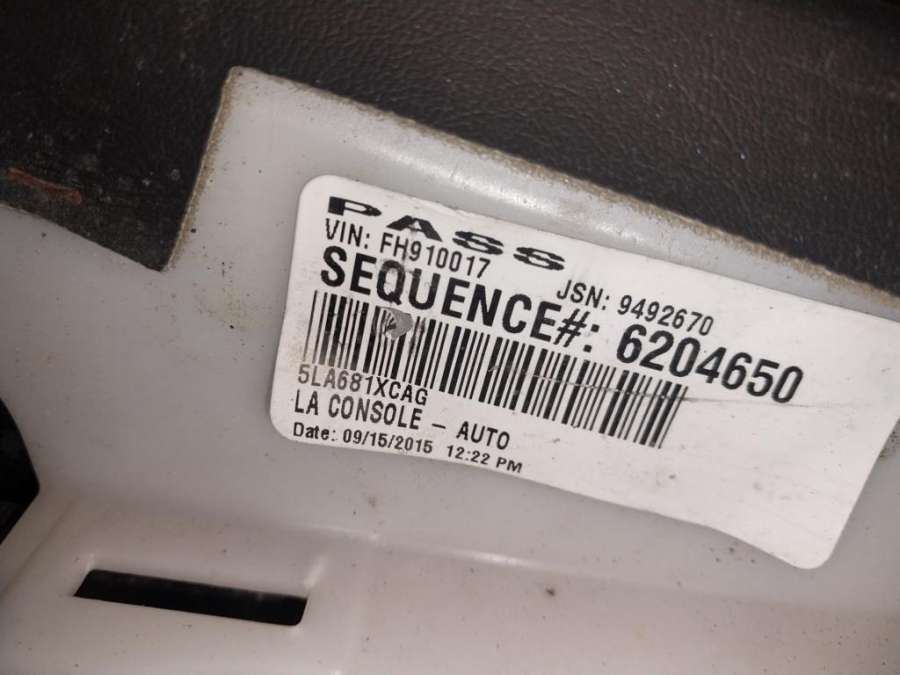 PASS
VIN: FH910017 JSN: 9492670
SEQUENCE#: 6204650
5LA681XCAG
LA CONSOLE - AUTO
Date: 09/15/2015 12:22 PM